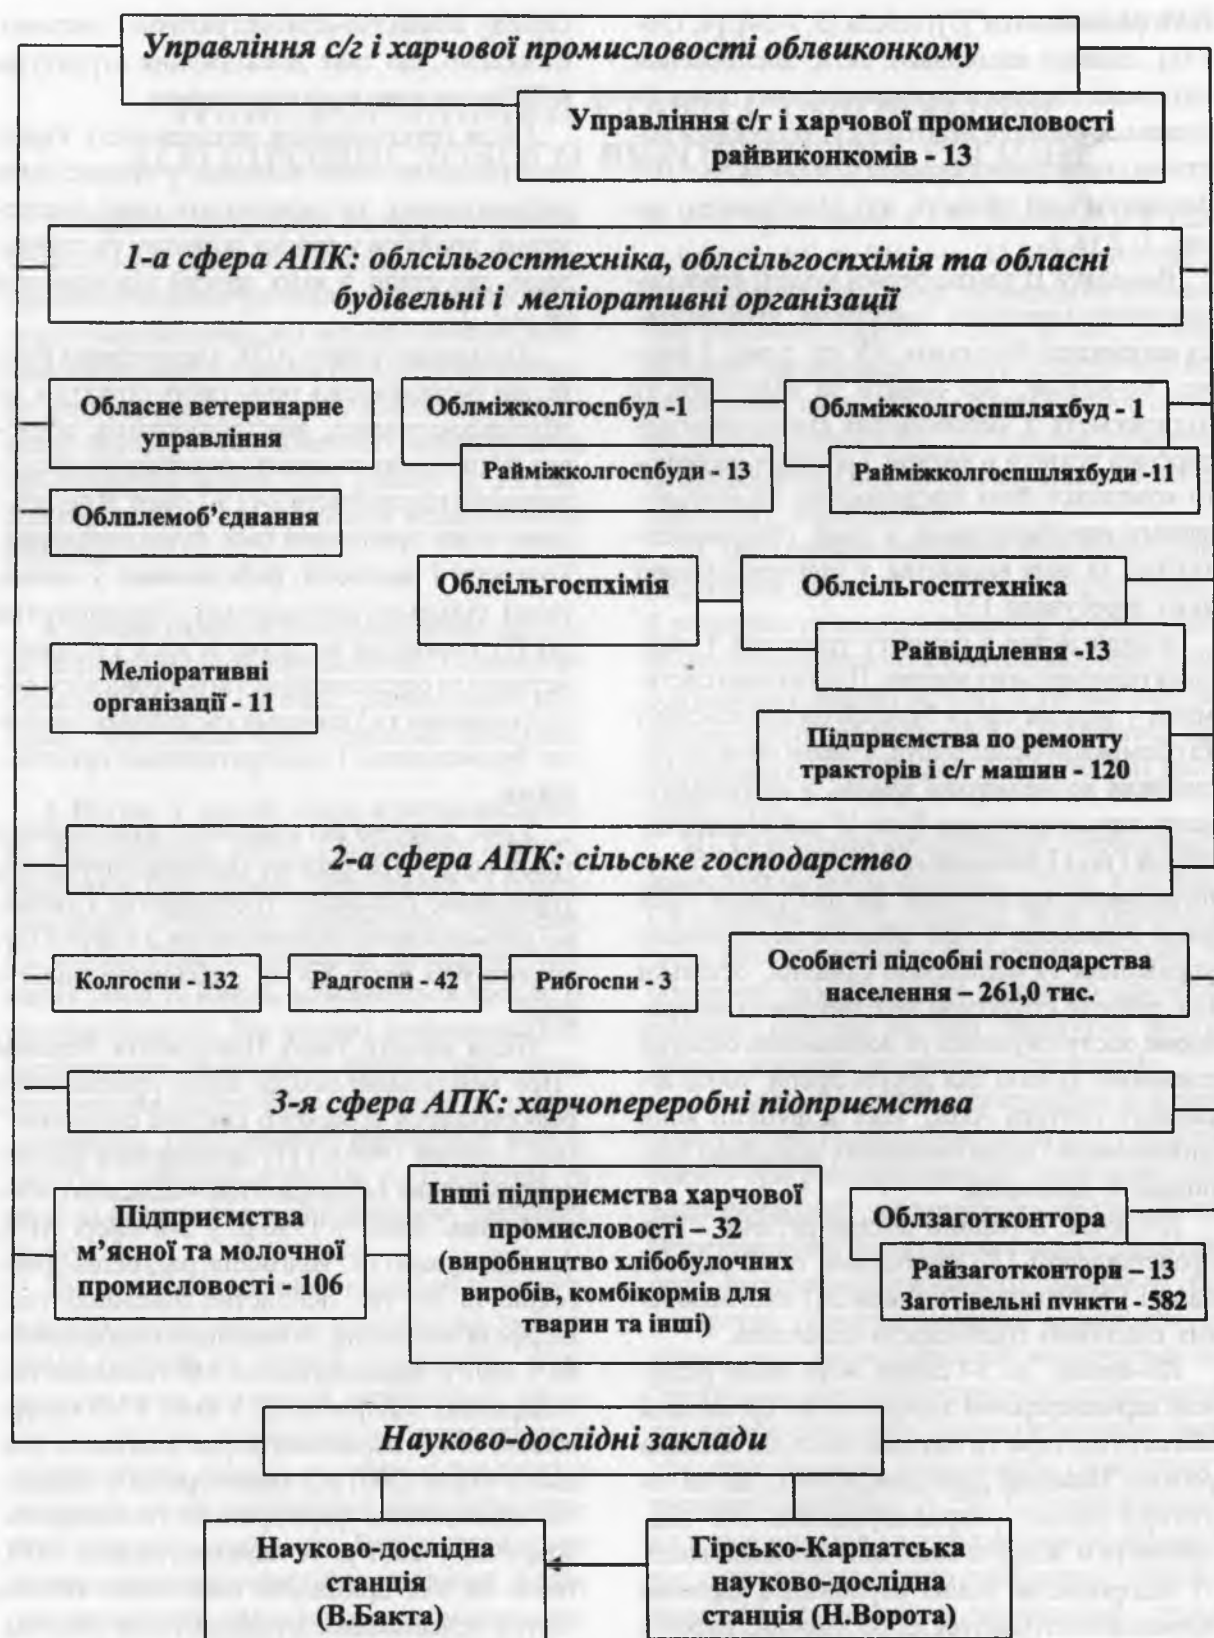 Управління с/г і харчової промисловості облвиконкому
Управління с/г і харчової промисловості
райвиконкомів - 13
1-а сфера АПК: облсільгосптехніка, облсільгоспхімія та обласні
будівельні і меліоративні організації
Обласне ветеринарне
управління
Облміжколгоспбуд -1
Райміжколгоспбуди - 13
Облміжколгоспшляхбуд - 1
Райміжколгоспшляхбуди -11
Облплемоб’єднання
Облсільгоспхімія
Облсільгосптехніка
Райвідділення -13
Меліоративні
організації - 11
Підприємства по ремонту
тракторів і с/г машин - 120
2-а сфера АПК: сільське господарство
Колгоспи - 132
Радгоспи - 42
Рибгоспи - 3
Особисті підсобні господарства
населення – 261,0 тис.
3-я сфера АПК: харчопереробні підприємства
Підприємства
м’ясної та молочної
промисловості - 106
Інші підприємства харчової
промисловості – 32
(виробництво хлібобулочних
виробів, комбікормів для
тварин та інші)
Облзаготконтора
Райзаготконтори – 13
Заготівельні пункти - 582
Науково-дослідні заклади
Науково-дослідна
станція
(В.Бакта)
Гірсько-Карпатська
науково-дослідна
станція (Н.Ворота)